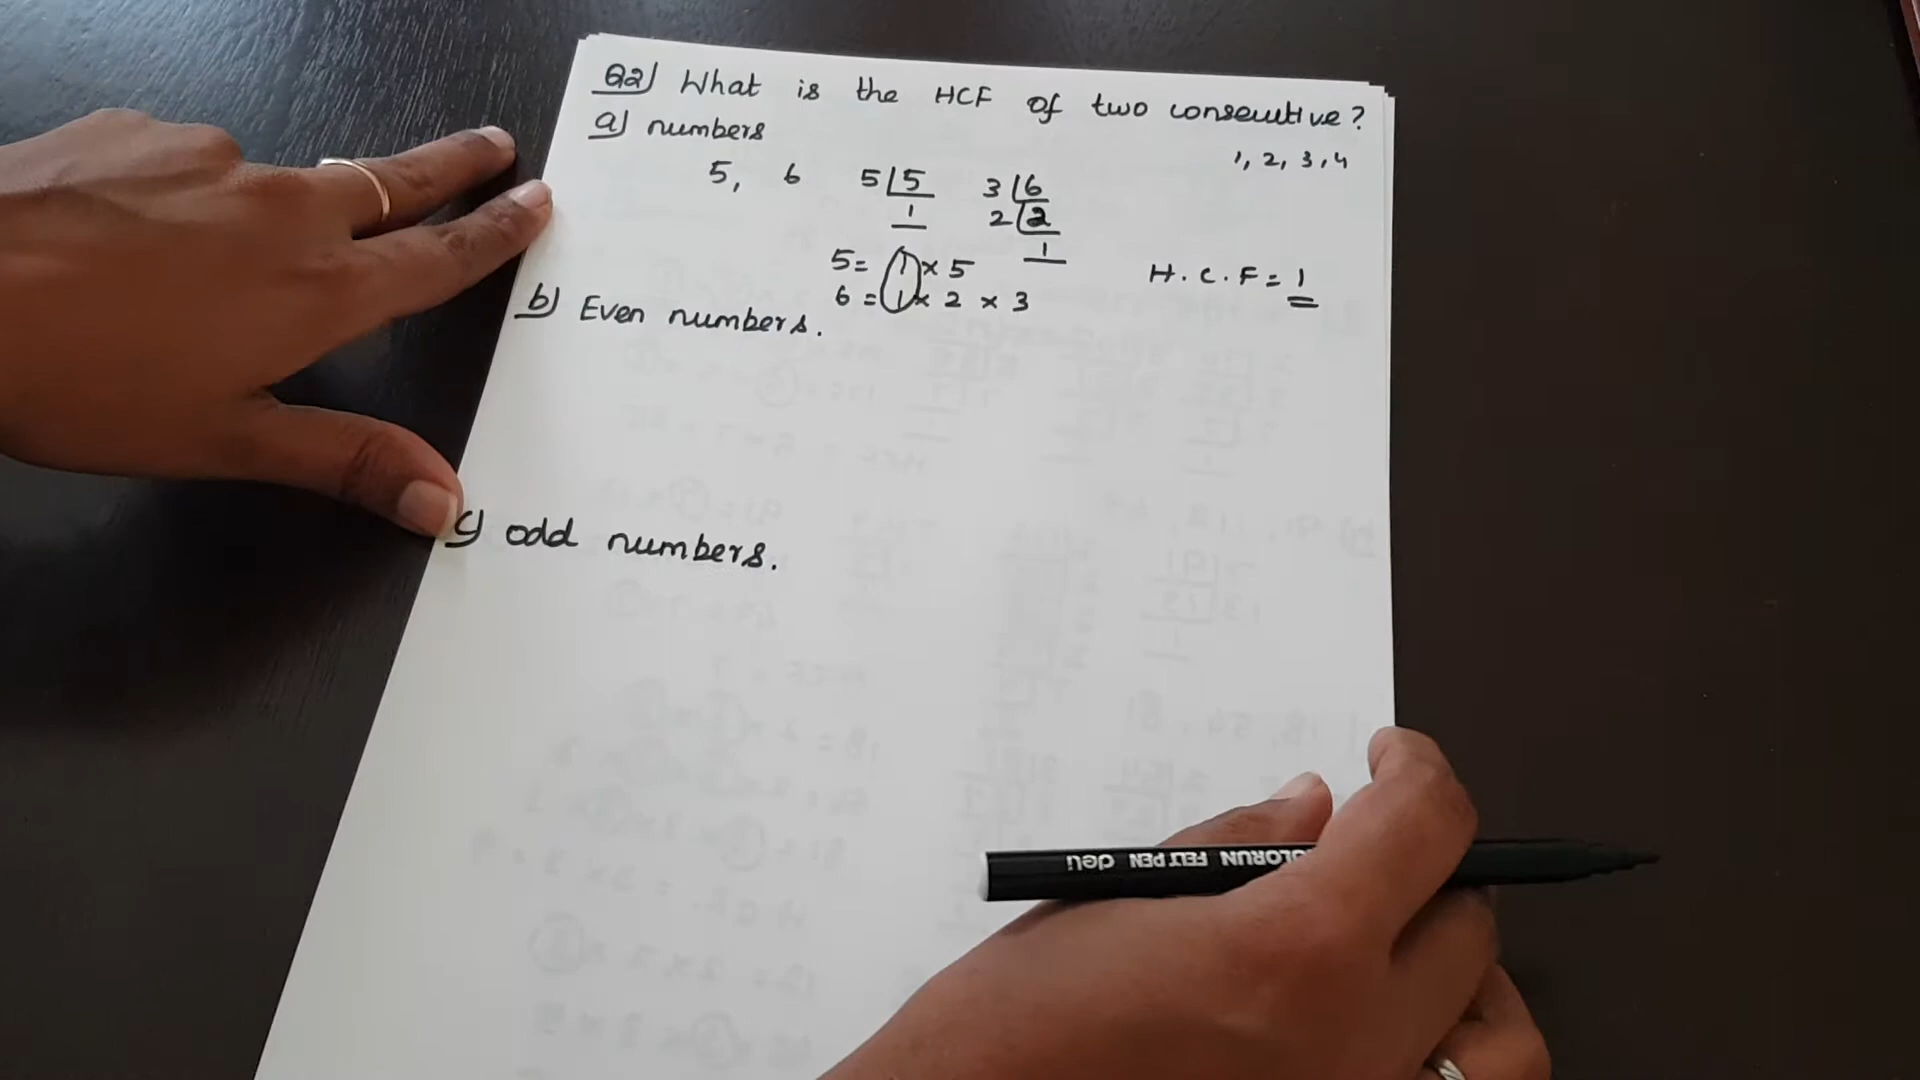 Q2) What is the HCF of two consecutive?
a) numbers
1, 2, 3, 4
5, 6 5 5 3 6
1 2 2
1
5= 1 x 5
6 = 1 x 2 x 3
H.C.F = 1
b) Even numbers.
c) odd numbers.
COLORUN FELT PEN deli